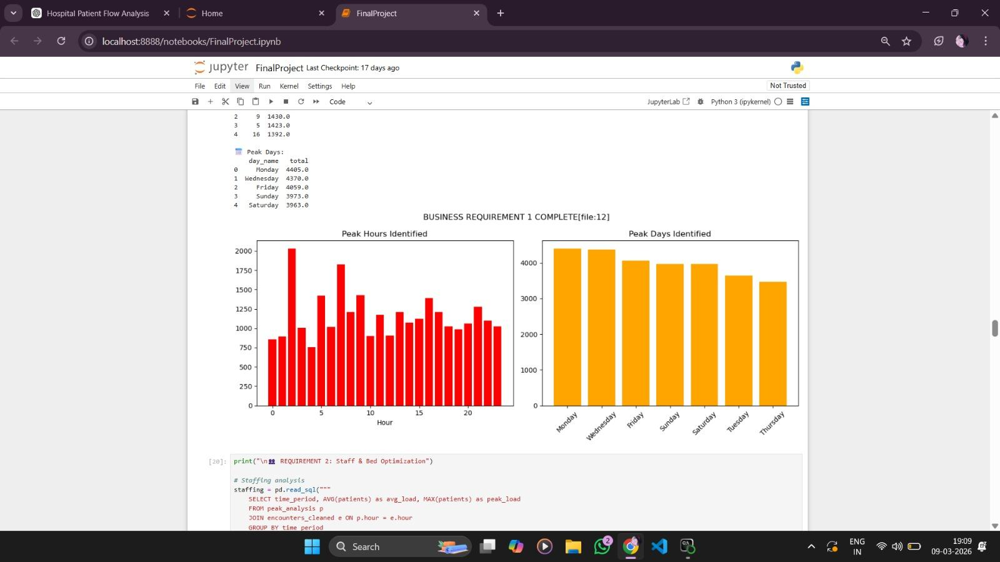 Hospital Patient Flow Analysis
Home
FinalProject
localhost:8888/notebooks/FinalProject.ipynb
jupyter FinalProject Last Checkpoint: 17 days ago
File Edit View Run Kernel Settings Help
Not Trusted
Code
JupyterLab
Python 3 (ipykernel)
2 9 1430.0
3 5 1423.0
4 16 1392.0
Peak Days:
day_name total
0 Monday 4405.0
1 Wednesday 4370.0
2 Friday 4059.0
3 Sunday 3973.0
4 Saturday 3963.0
BUSINESS REQUIREMENT 1 COMPLETE[file:12]
Peak Hours Identified
2000
1750
1500
1250
1000
750
500
250
0
0 5 10 15 20
Hour
Peak Days Identified
4000
3000
2000
1000
0
Monday Wednesday Friday Sunday Saturday Tuesday Thursday
[20]:
print("\n👥 REQUIREMENT 2: Staff & Bed Optimization")
# Staffing analysis
staffing = pd.read_sql("""
SELECT time_period, AVG(patients) as avg_load, MAX(patients) as peak_load
FROM peak_analysis p
JOIN encounters_cleaned e ON p.hour = e.hour
GROUP BY time_period
Search
2
ENG
IN
19:09
09-03-2026